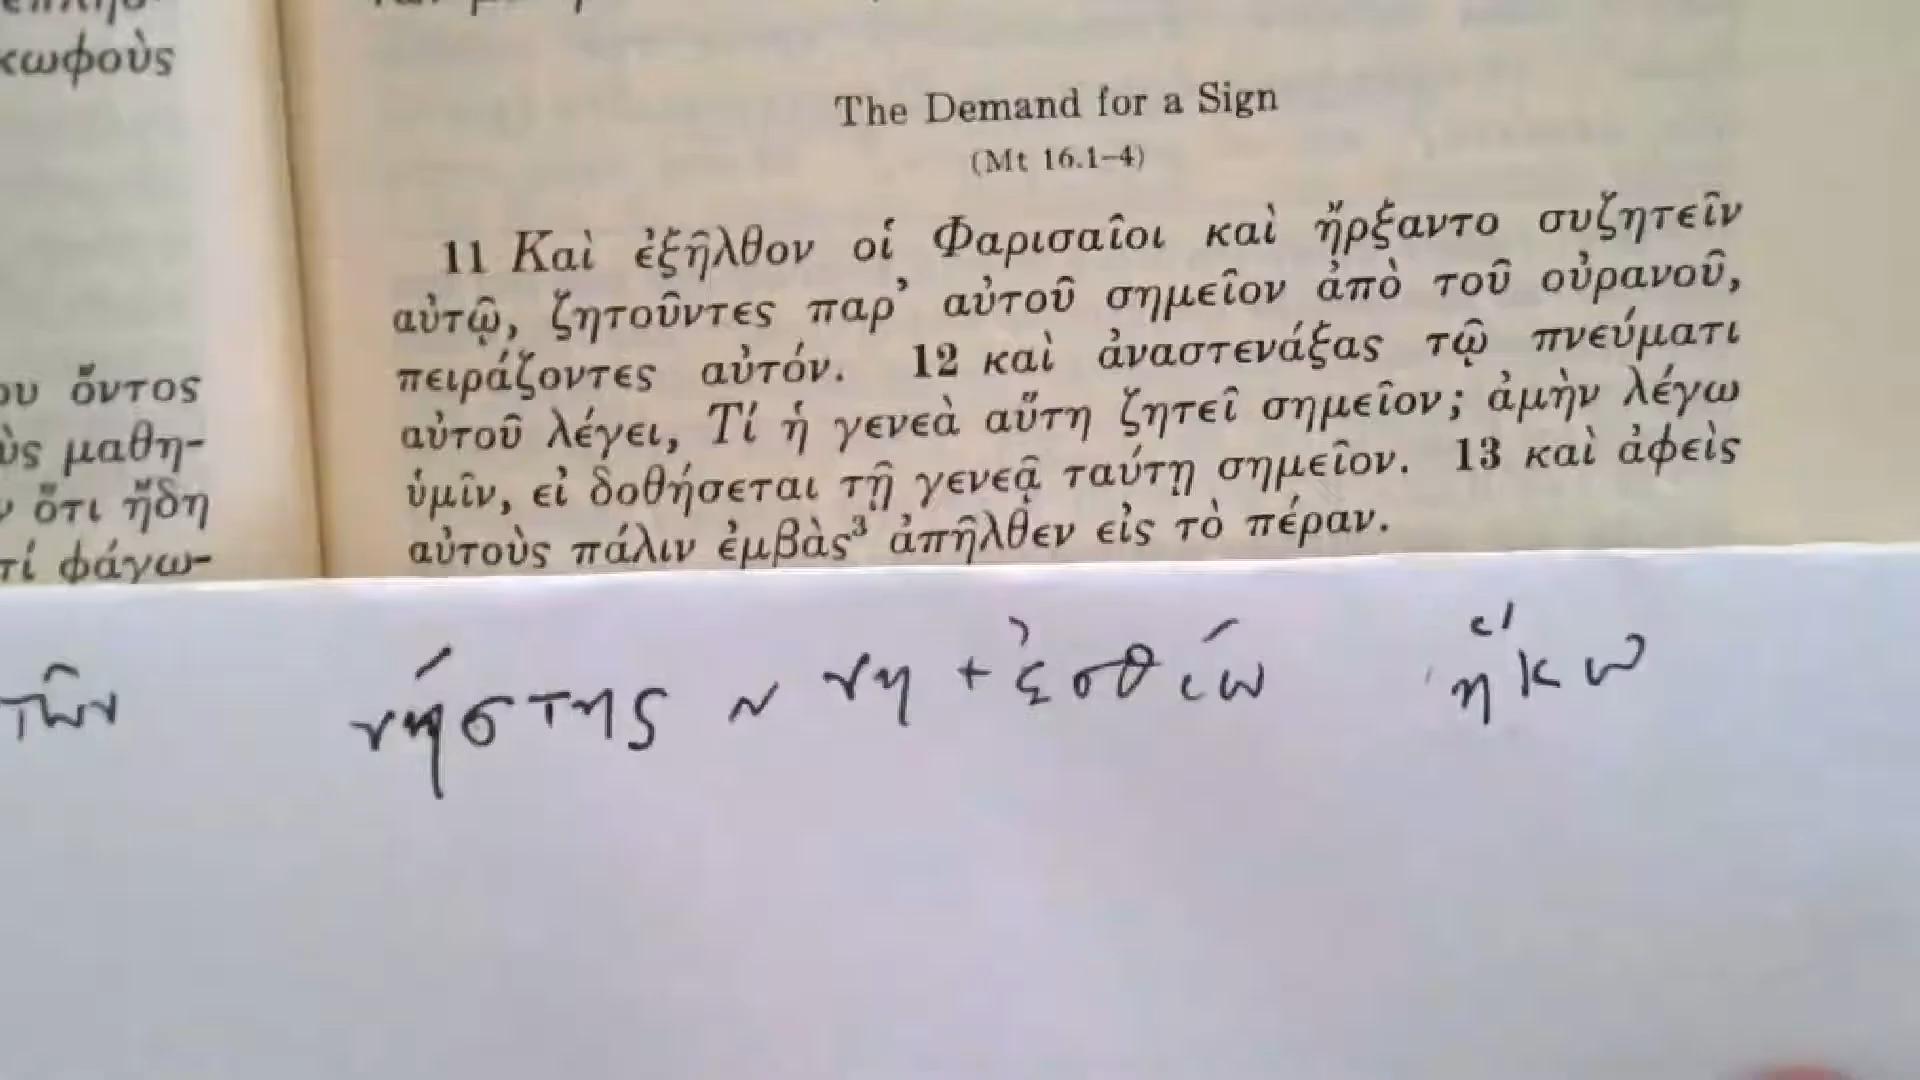 κωφοὺς
ὄντος
μαθη-
ὅτι ἤδη
τί φάγω-
The Demand for a Sign
(Mt 16.1–4)
11 Καὶ ἐξῆλθον οἱ Φαρισαῖοι καὶ ἤρξαντο συζητεῖν
αὐτῷ, ζητοῦντες παρ’ αὐτοῦ σημεῖον ἀπὸ τοῦ οὐρανοῦ,
πειράζοντες αὐτόν. 12 καὶ ἀναστενάξας τῷ πνεύματι
αὐτοῦ λέγει, Τί ἡ γενεὰ αὕτη ζητεῖ σημεῖον; ἀμὴν λέγω
ὑμῖν, εἰ δοθήσεται τῇ γενεᾷ ταύτῃ σημεῖον. 13 καὶ ἀφεὶς
αὐτοὺς πάλιν ἐμβὰς³ ἀπῆλθεν εἰς τὸ πέραν.
τῶν νήστης ~ νη + ἐσθίω ἥκω